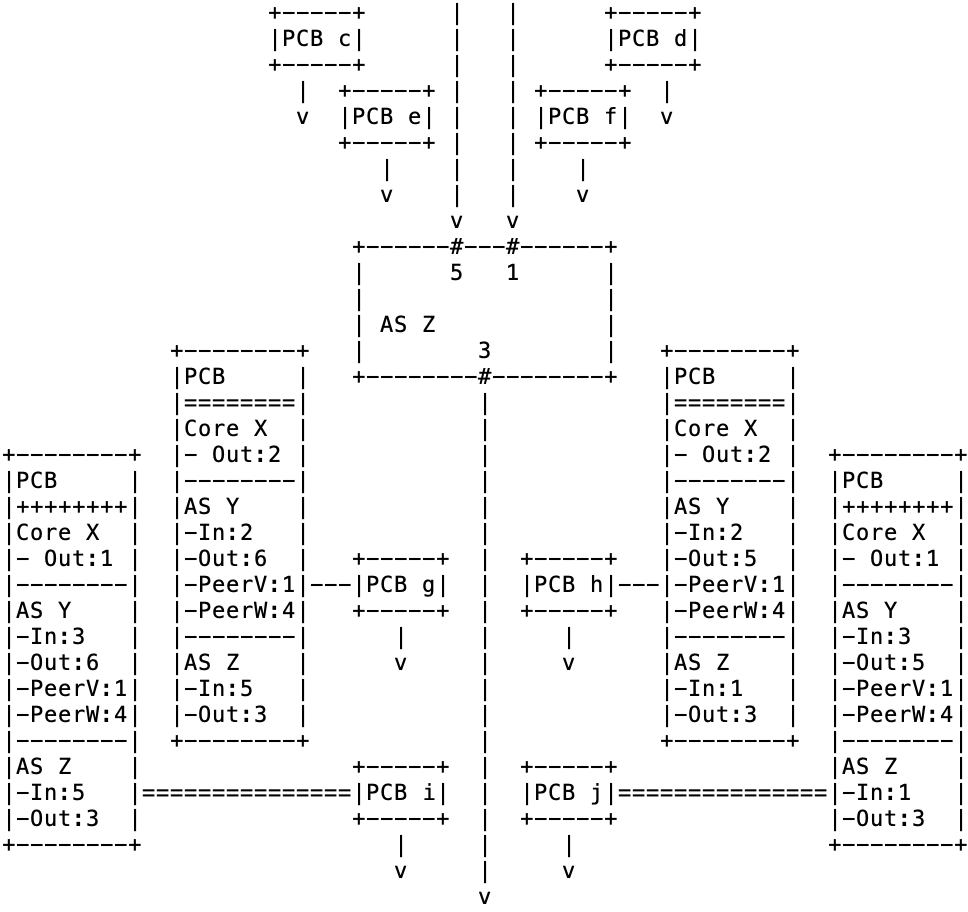 PCB c
PCB d
PCB e
PCB f
5 1
AS Z
3
PCB
Core X
- Out:2
AS Y
-In:2
-Out:6
-PeerV:1
-PeerW:4
AS Z
-In:5
-Out:3
PCB
Core X
- Out:2
AS Y
-In:2
-Out:5
-PeerV:1
-PeerW:4
AS Z
-In:1
-Out:3
PCB
Core X
- Out:1
AS Y
-In:3
-Out:6
-PeerV:1
-PeerW:4
AS Z
-In:5
-Out:3
PCB
Core X
- Out:1
AS Y
-In:3
-Out:5
-PeerV:1
-PeerW:4
AS Z
-In:1
-Out:3
PCB g
PCB h
PCB i
PCB j